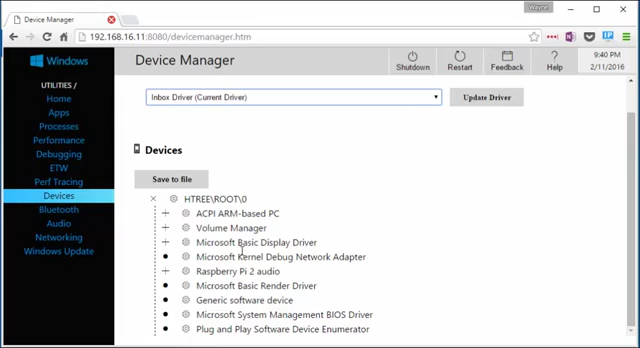 Wayne
Device Manager
192.168.16.11:8080/devicemanager.htm
Windows
Device Manager
Shutdown
Restart
Feedback
Help
9:40 PM
2/11/2016
UTILITIES /
Home
Apps
Processes
Performance
Debugging
ETW
Perf Tracing
Devices
Bluetooth
Audio
Networking
Windows Update
Inbox Driver (Current Driver)
Update Driver
Devices
Save to file
HTREE\ROOT\0
ACPI ARM-based PC
Volume Manager
Microsoft Basic Display Driver
Microsoft Kernel Debug Network Adapter
Raspberry Pi 2 audio
Microsoft Basic Render Driver
Generic software device
Microsoft System Management BIOS Driver
Plug and Play Software Device Enumerator